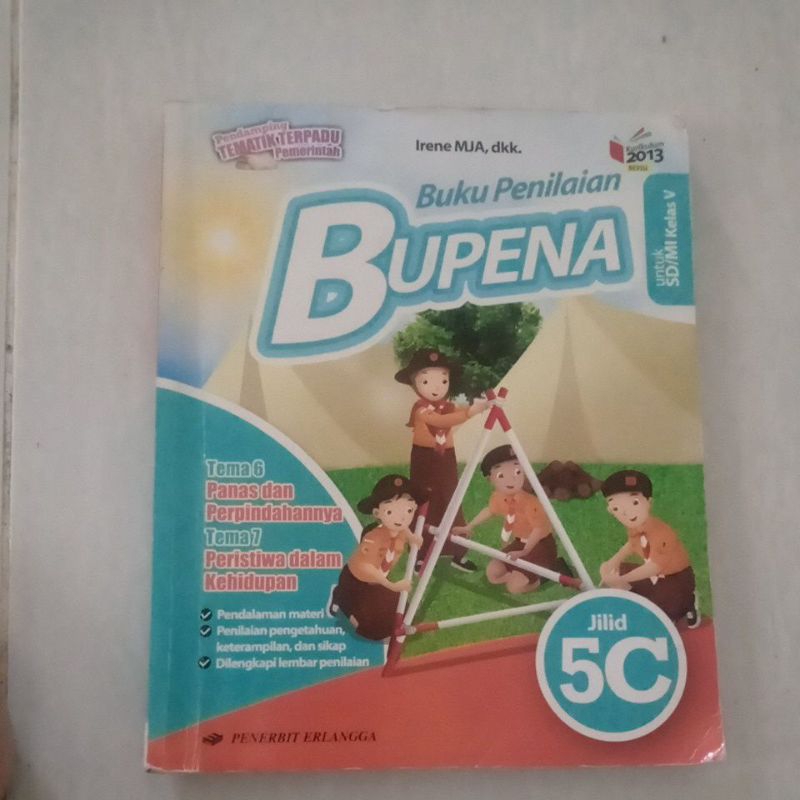 Pendamping
TEMATIK TERPADU
Pemerintah
Irene MJA, dkk.
Kurikulum
2013
REVISI
Buku Penilaian
BUPENA
untuk
SD/MI Kelas V
Tema 6
Panas dan
Perpindahannya
Tema 7
Peristiwa dalam
Kehidupan
Pendalaman materi
Penilaian pengetahuan,
keterampilan, dan sikap
Dilengkapi lembar penilaian
Jilid
5C
PENERBIT ERLANGGA